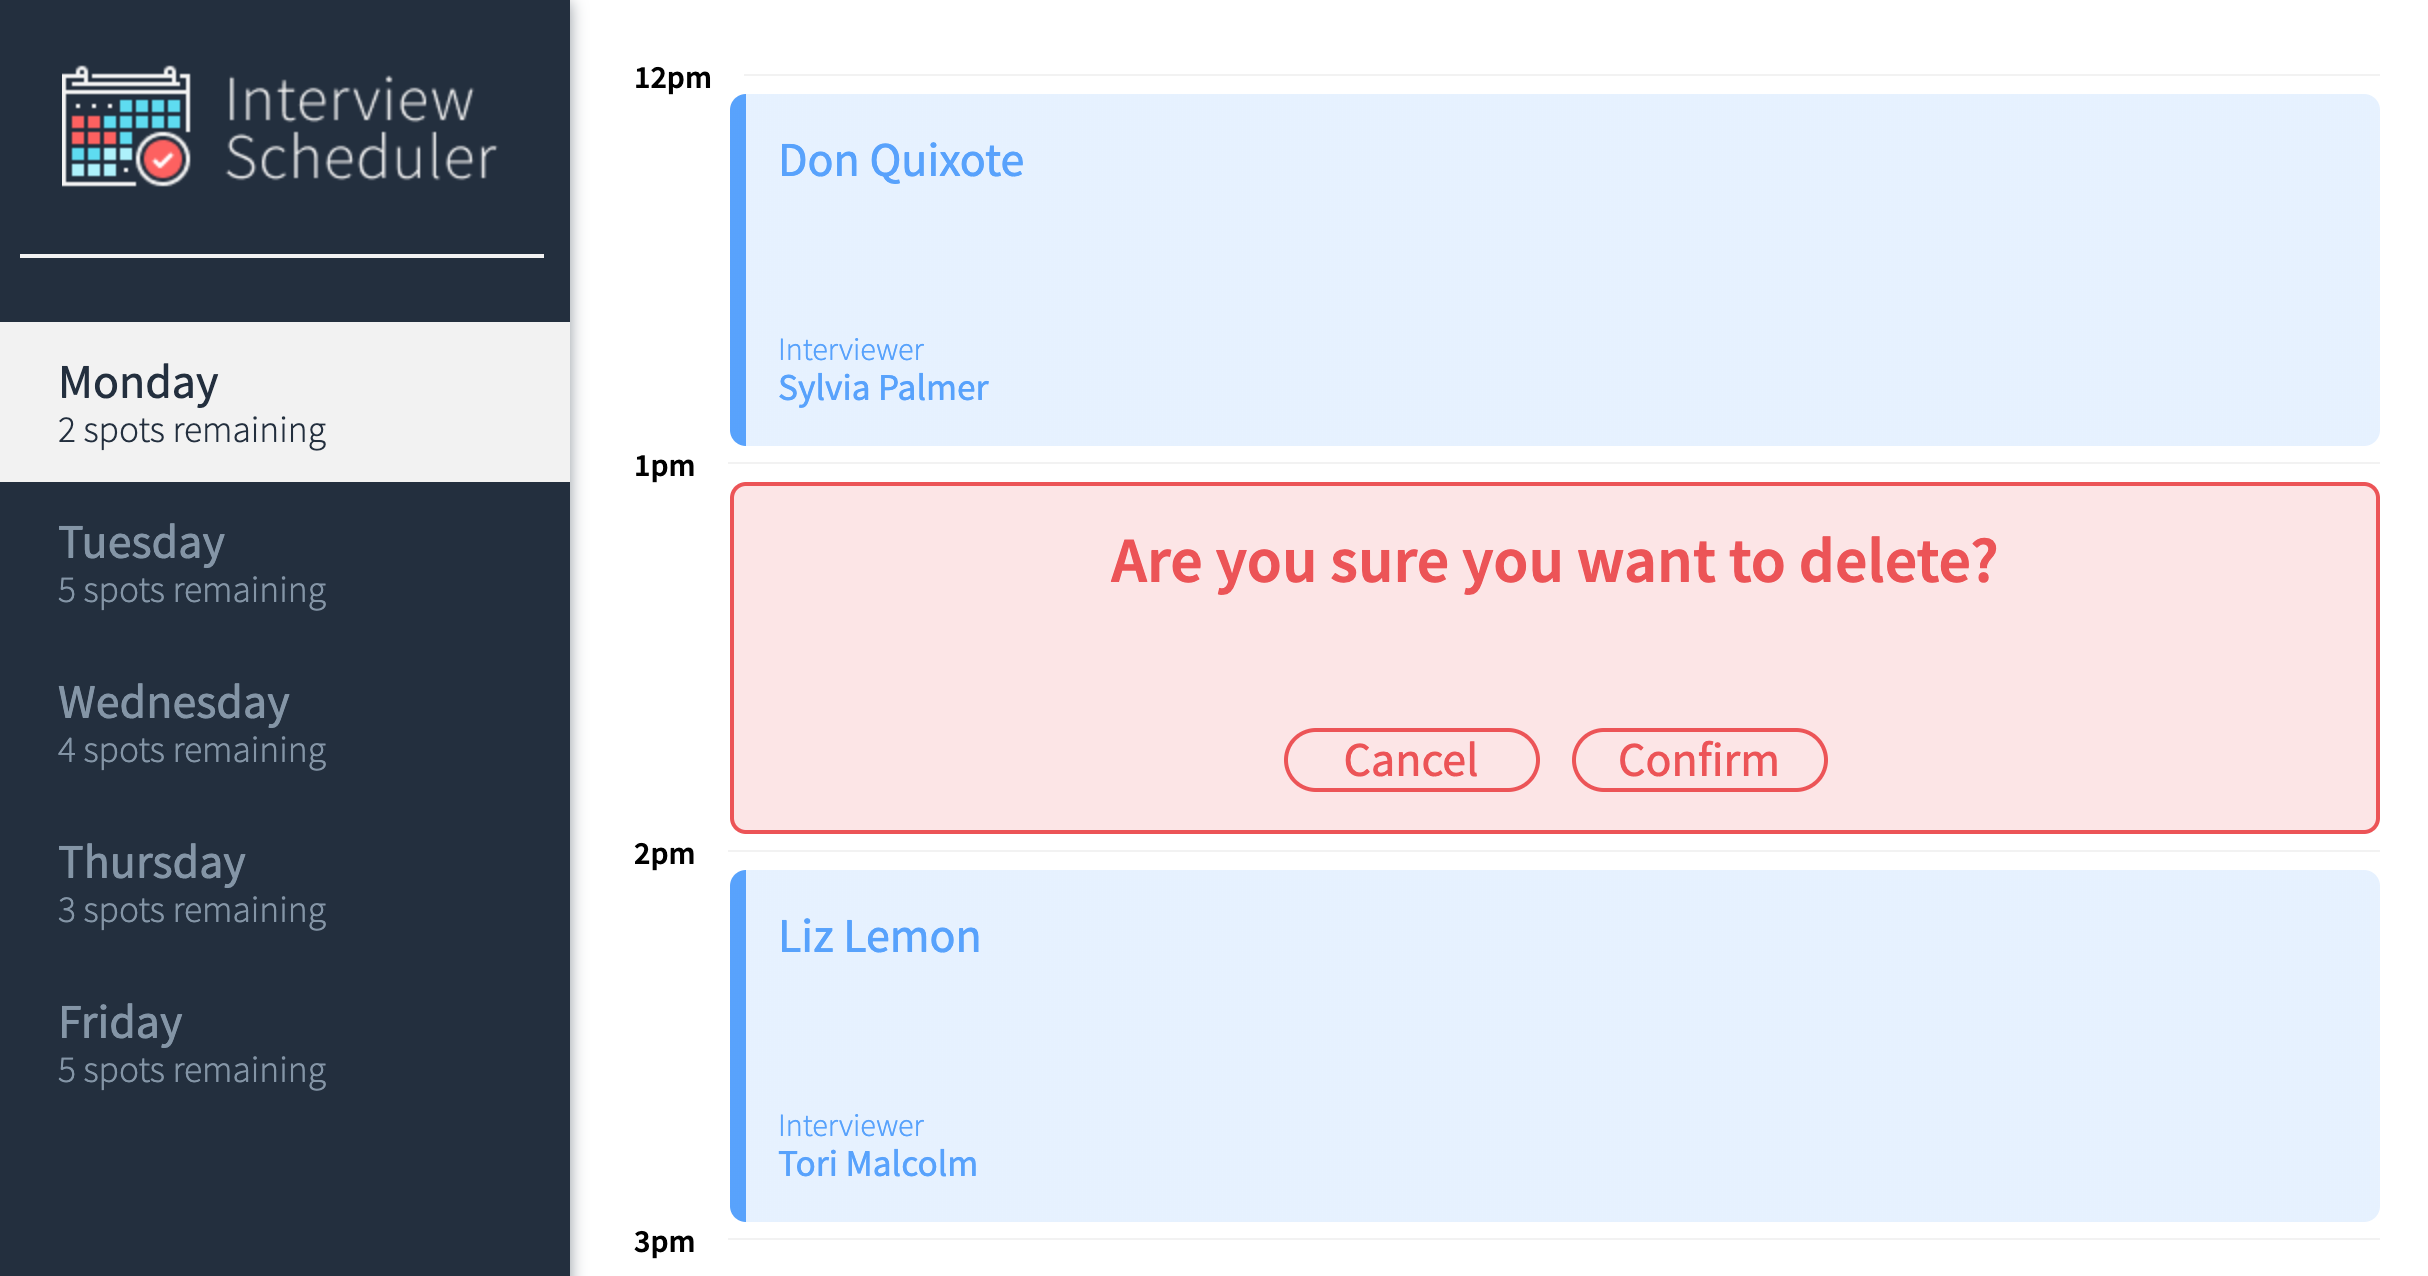 Interview
Scheduler
Monday
2 spots remaining
Tuesday
5 spots remaining
Wednesday
4 spots remaining
Thursday
3 spots remaining
Friday
5 spots remaining
12pm
Don Quixote
Interviewer
Sylvia Palmer
1pm
Are you sure you want to delete?
Cancel Confirm
2pm
Liz Lemon
Interviewer
Tori Malcolm
3pm